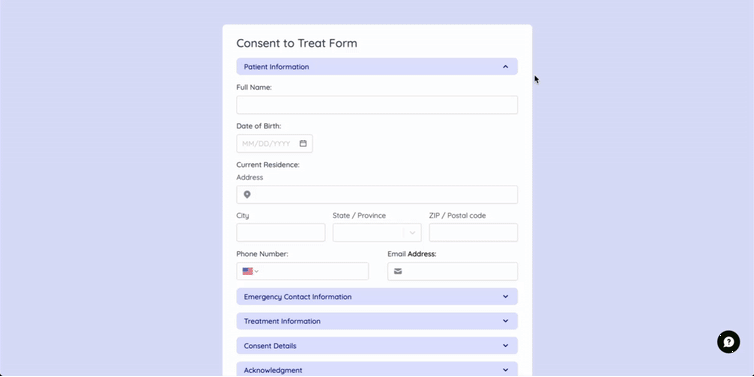 Consent to Treat Form
Patient Information
Full Name:
Date of Birth:
MM/DD/YYYY
Current Residence:
Address
City State / Province ZIP / Postal code
Phone Number: Email Address:
Emergency Contact Information
Treatment Information
Consent Details
Acknowledgment
?